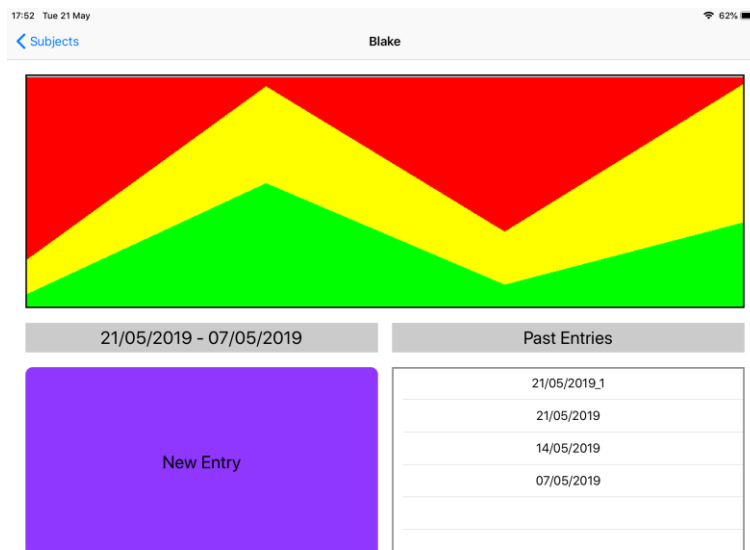 17:52 Tue 21 May 62%
Subjects Blake
21/05/2019 - 07/05/2019
Past Entries
New Entry
21/05/2019_1
21/05/2019
14/05/2019
07/05/2019